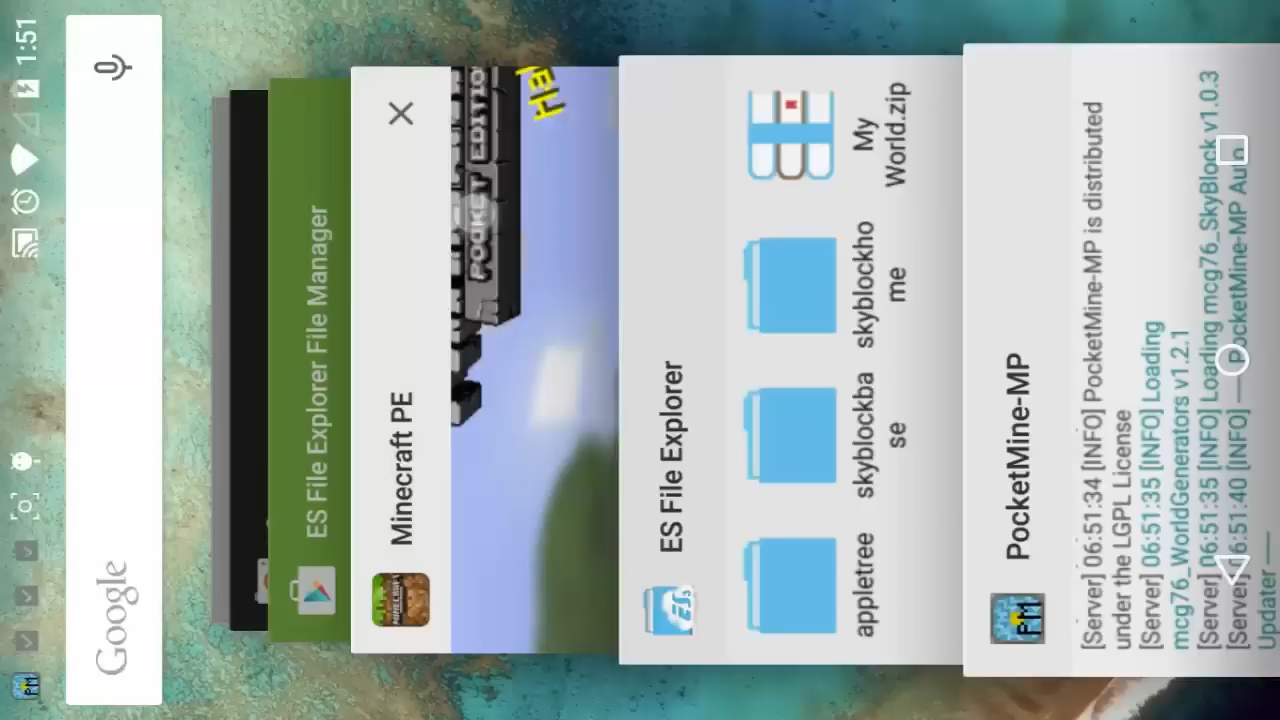 1:51
Google
ES File Explorer File Manager
Minecraft PE
POCKET EDITIO
ES File Explorer
appletree
skyblockba
se
skyblockho
me
My
World.zip
PocketMine-MP
[Server] 06:51:34 [INFO] PocketMine-MP is distributed
under the LGPL License
[Server] 06:51:35 [INFO] Loading
mcg76_WorldGenerators v1.2.1
[Server] 06:51:35 [INFO] Loading mcg76_SkyBlock v1.0.3
[Server] 06:51:40 [INFO] ----PocketMine-MP Auto
Updater ----